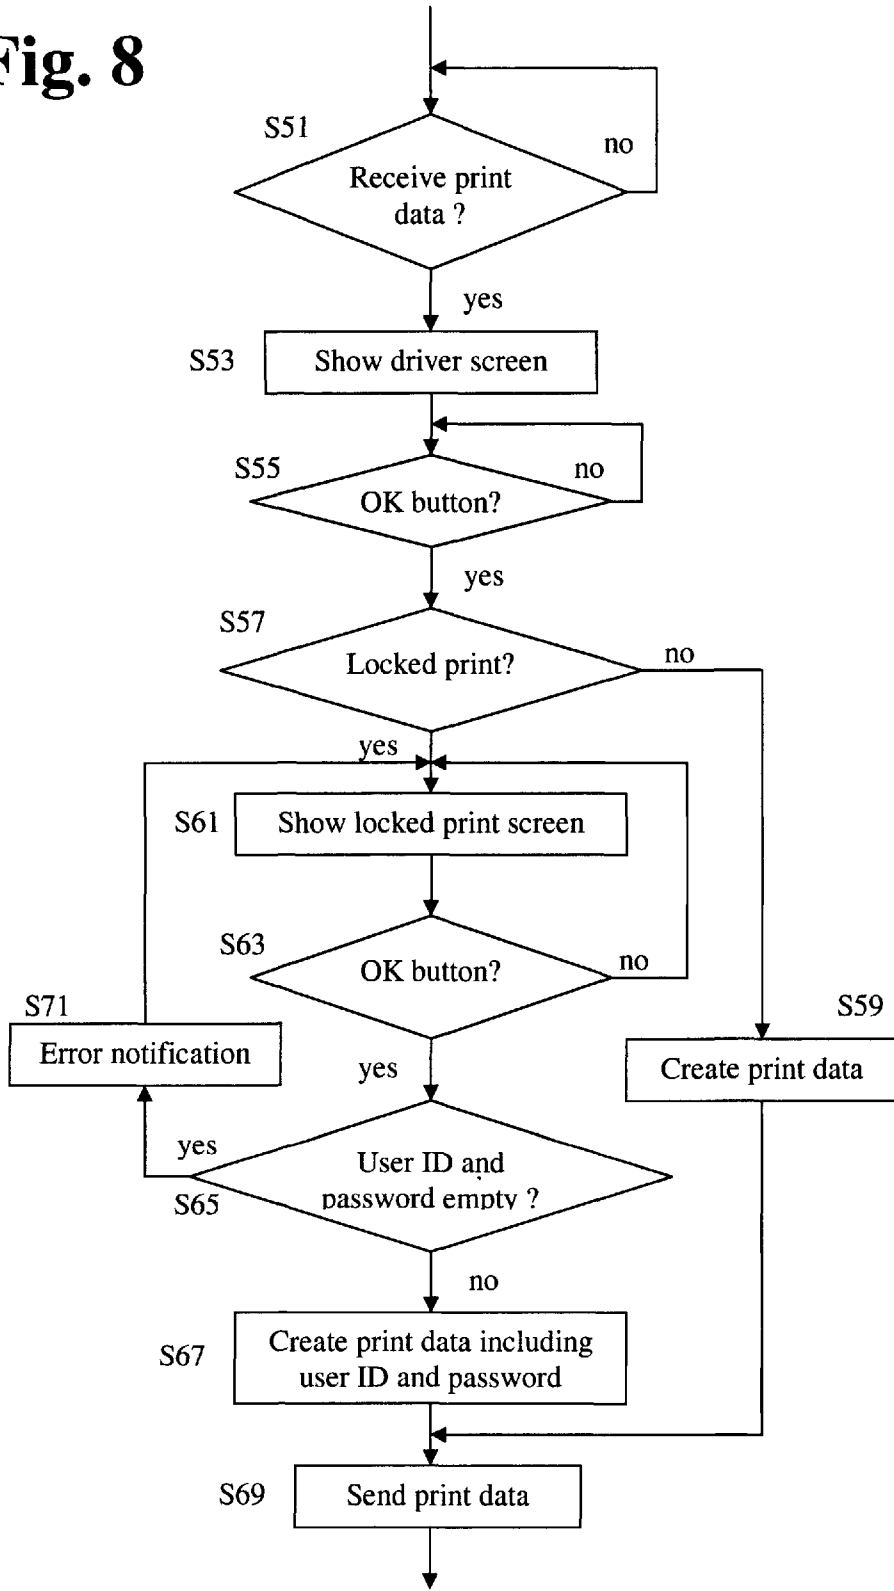 Fig. 8
S51
no
Receive print
data ?
yes
S53
Show driver screen
S55
no
OK button?
yes
S57
Locked print?
no
yes
S61
Show locked print screen
S63
OK button?
no
S71
S59
Error notification
yes
Create print data
yes
User ID and
password empty ?
S65
no
S67
Create print data including
user ID and password
S69
Send print data